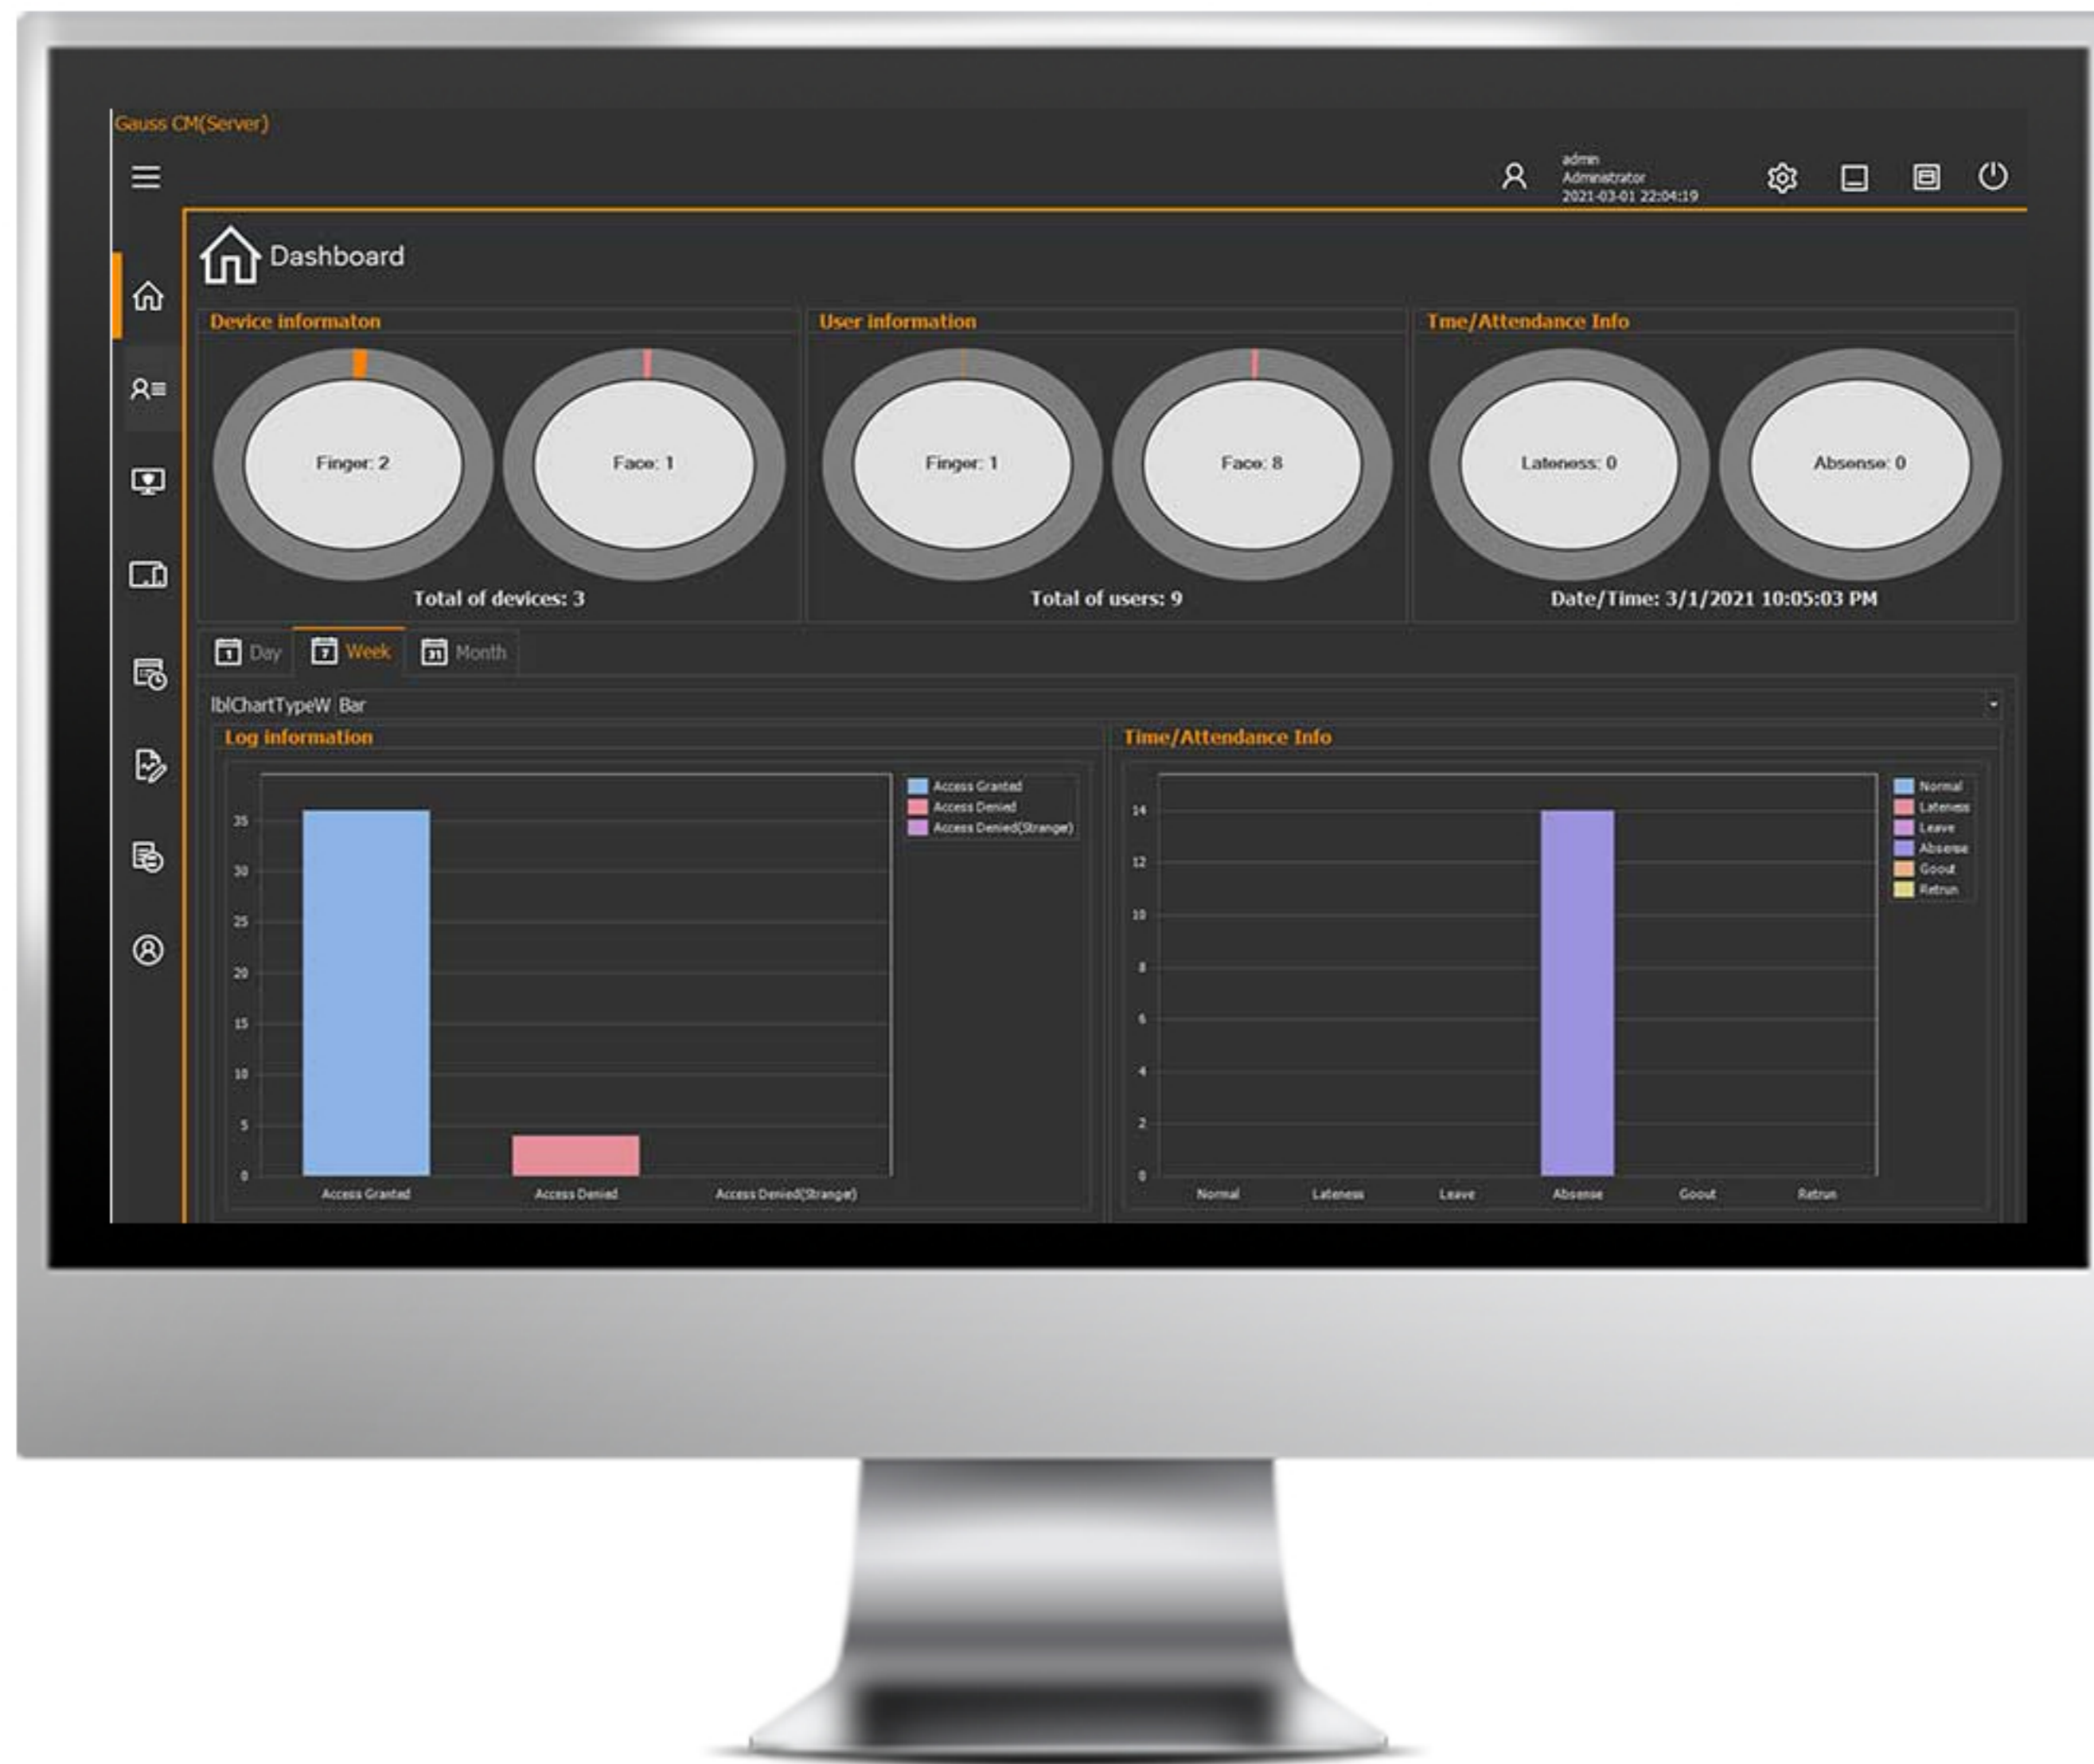 Gauss CM(Server)
admin
Administrator
2021-03-01 22:04:19
Dashboard
Device informaton
User information
Tme/Attendance Info
Finger: 2
Face: 1
Finger: 1
Face: 8
Lateness: 0
Absense: 0
Total of devices: 3
Total of users: 9
Date/Time: 3/1/2021 10:05:03 PM
1 Day
7 Week
31 Month
lblChartTypeW Bar
Log information
35
30
25
20
15
10
5
0
Access Granted
Access Denied
Access Denied(Stranger)
Access Granted
Access Denied
Access Denied(Stranger)
Time/Attendance Info
14
12
10
8
6
4
2
0
Normal
Lateness
Leave
Absense
Goout
Retrun
Normal
Lateness
Leave
Absense
Goout
Retrun